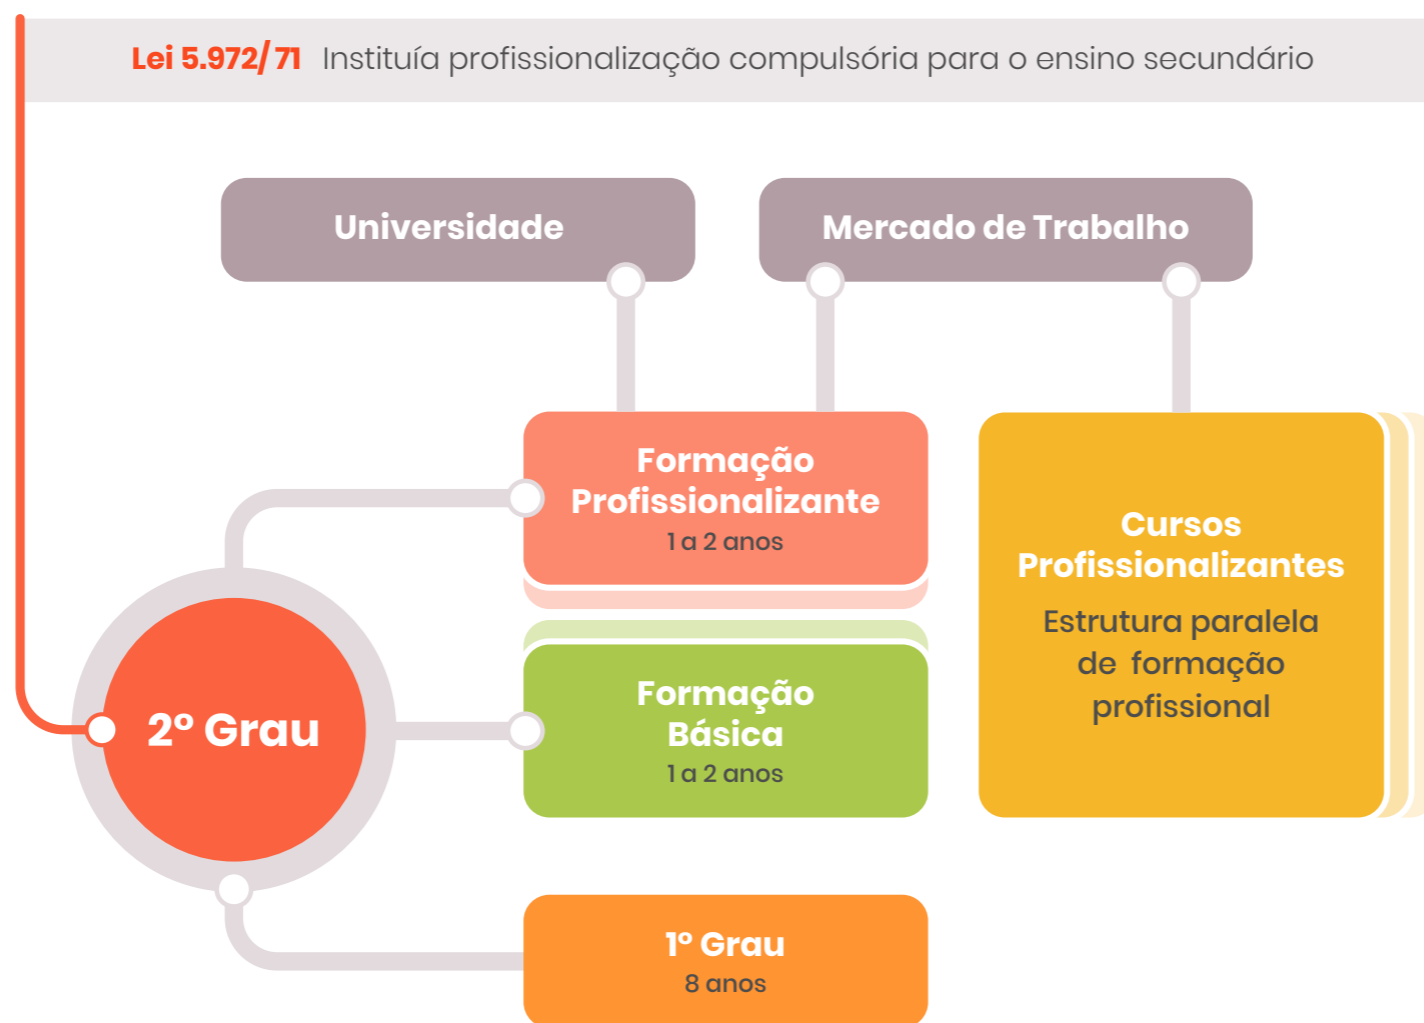 Lei 5.972/71 Instituía profissionalização compulsória para o ensino secundário
Universidade
Mercado de Trabalho
Formação
Profissionalizante
1 a 2 anos
Cursos
Profissionalizantes
Estrutura paralela
de formação
profissional
2º Grau
Formação
Básica
1 a 2 anos
1º Grau
8 anos